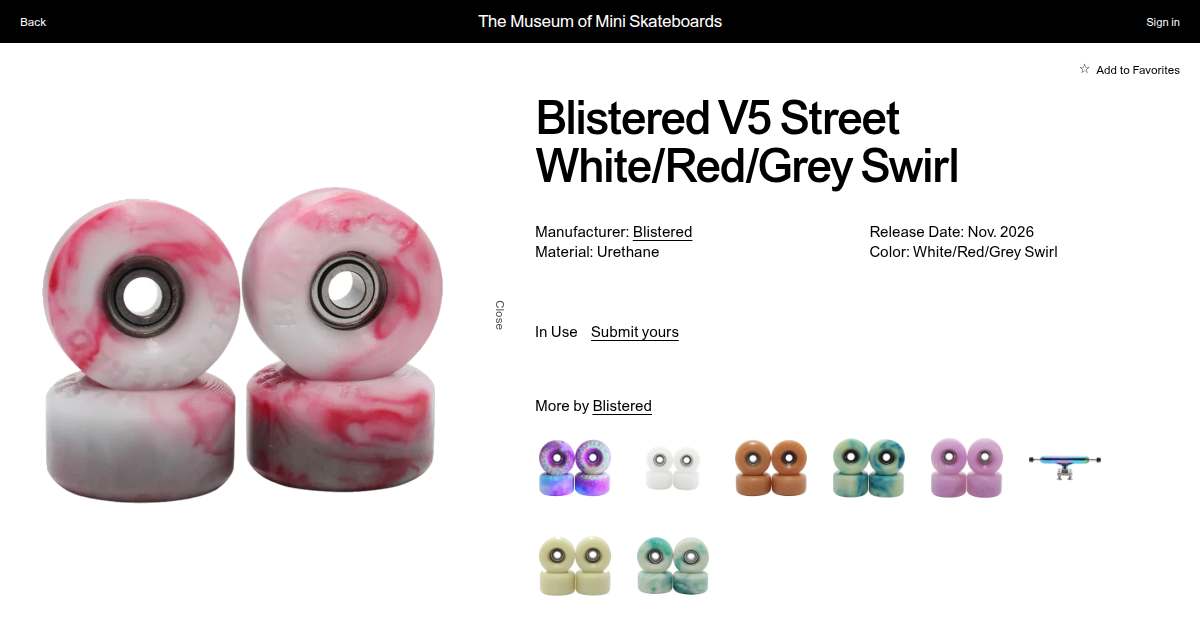 Back
The Museum of Mini Skateboards
Sign in
☆ Add to Favorites
Blistered V5 Street
White/Red/Grey Swirl
Manufacturer: Blistered
Material: Urethane
Release Date: Nov. 2026
Color: White/Red/Grey Swirl
Close
In Use Submit yours
More by Blistered